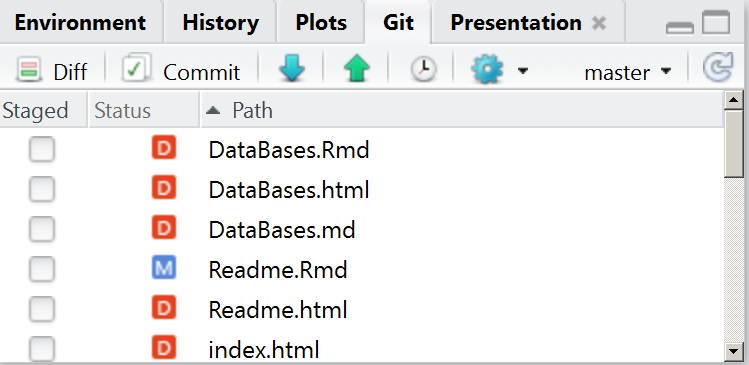 Environment History Plots Git Presentation
Diff Commit master
Staged Status Path
D DataBases.Rmd
D DataBases.html
D DataBases.md
M Readme.Rmd
D Readme.html
D index.html